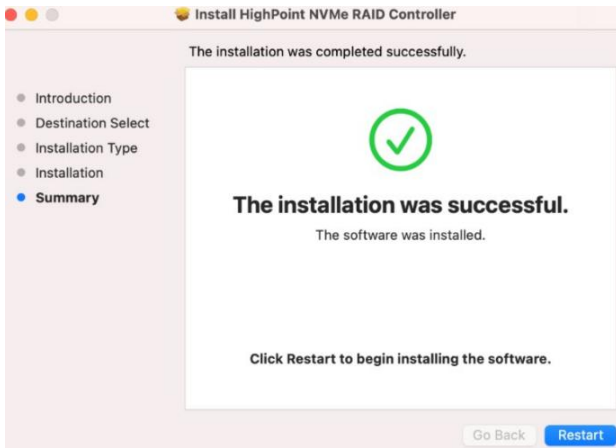 Install HighPoint NVMe RAID Controller
The installation was completed successfully.
Introduction
Destination Select
Installation Type
Installation
Summary
The installation was successful.
The software was installed.
Click Restart to begin installing the software.
Go Back
Restart